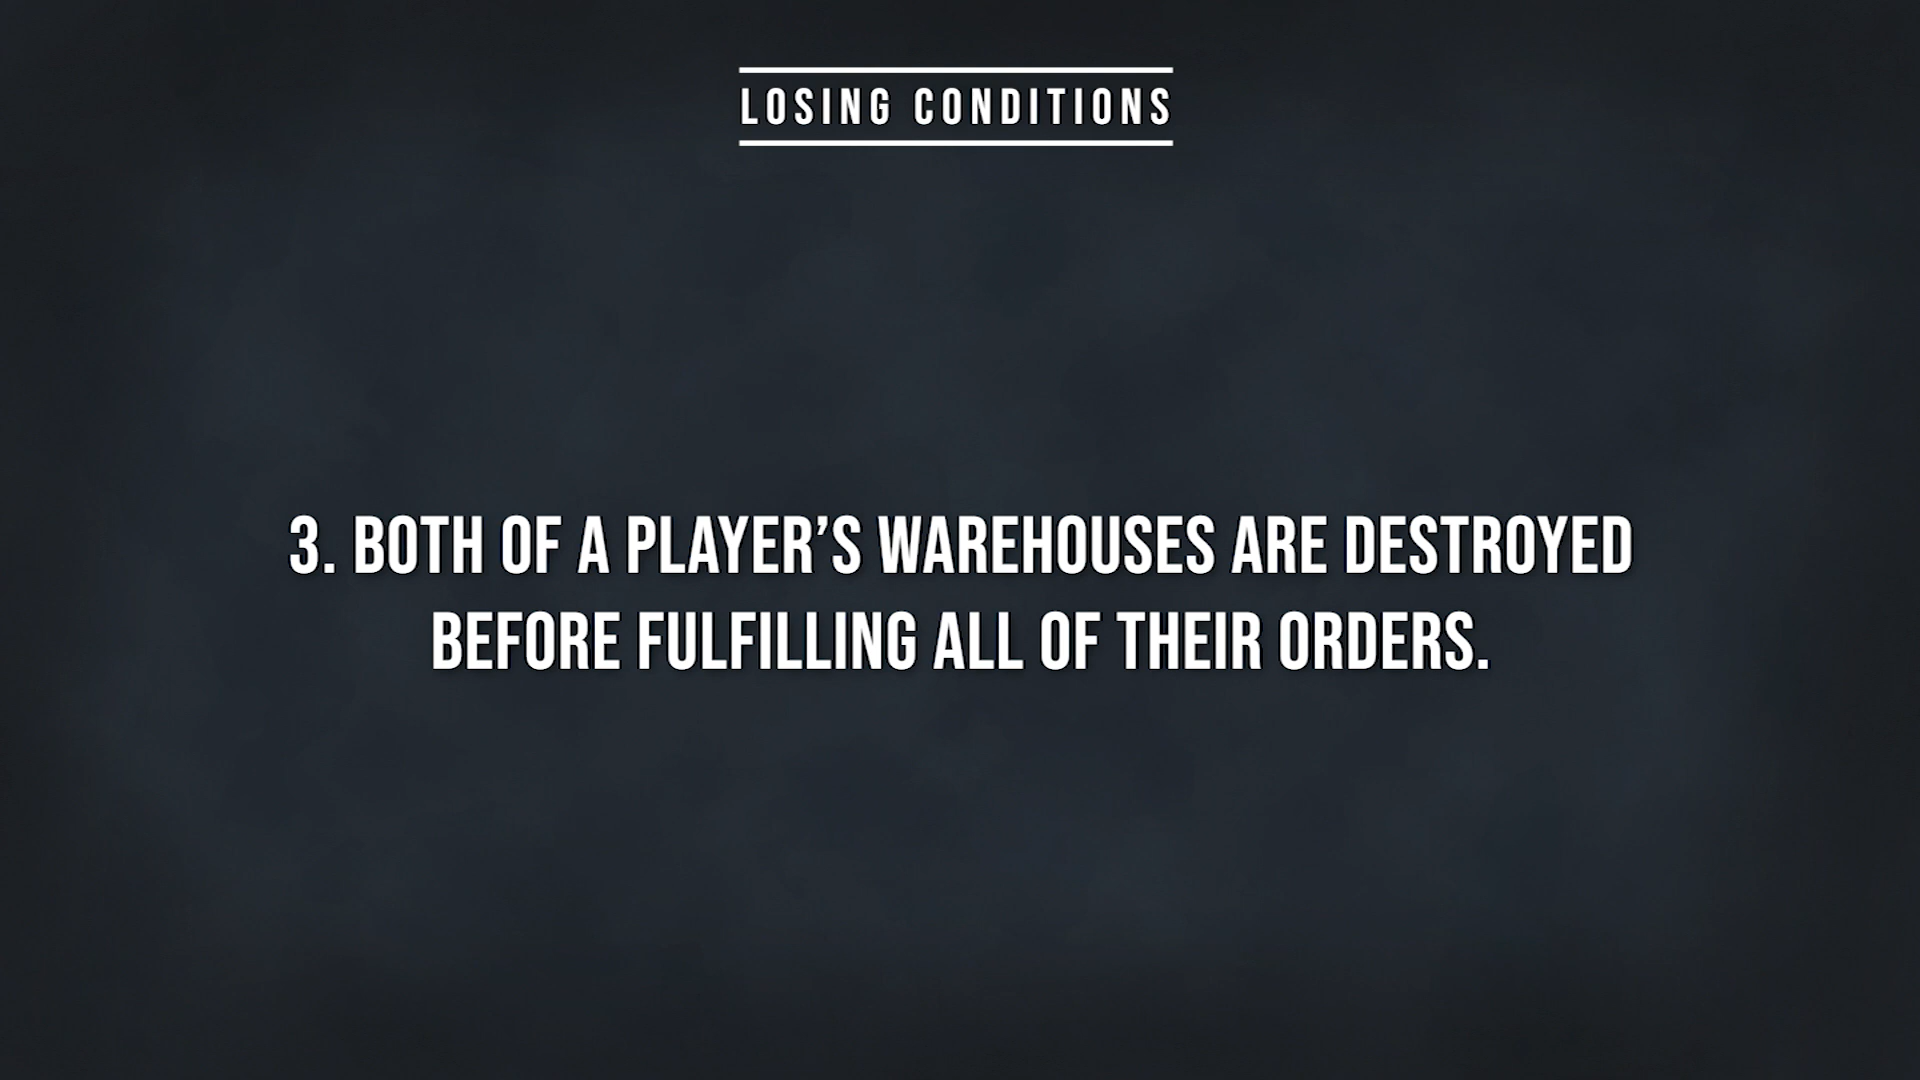 LOSING CONDITIONS
3. BOTH OF A PLAYER’S WAREHOUSES ARE DESTROYED
BEFORE FULFILLING ALL OF THEIR ORDERS.